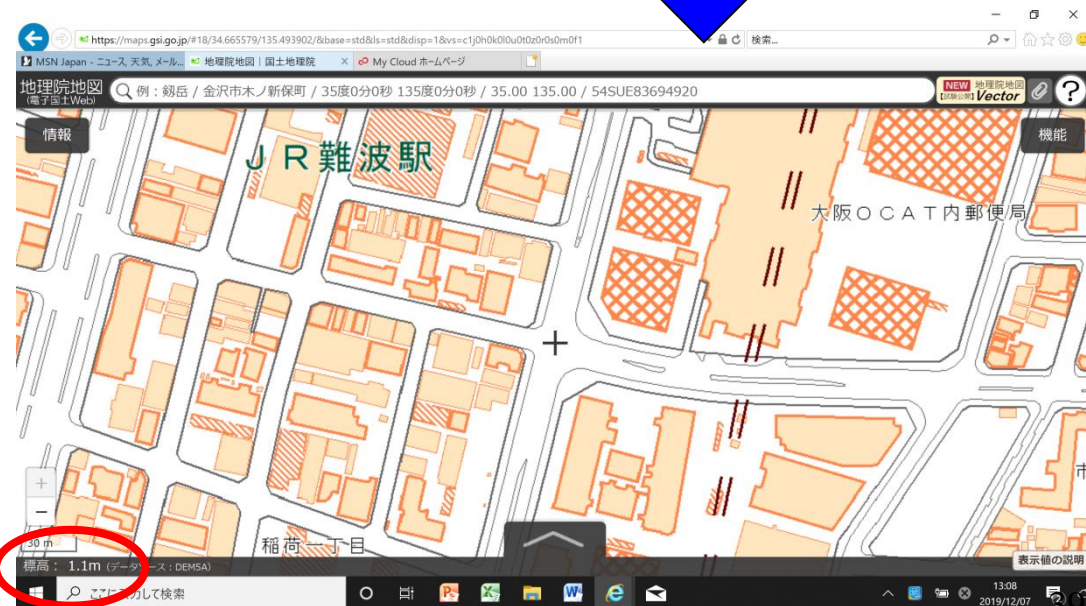 https://maps.gsi.go.jp/#18/34.665579/135.493902/&base=std&ls=std&disp=1&vs=c1j0h0k0l0u0t0z0r0s0m0f1
検索...
MSN Japan - ニュース, 天気, メール...
地理院地図 | 国土地理院
My Cloud ホームページ
地理院地図
(電子国土Web)
例：剱岳 / 金沢市木ノ新保町 / 35度0分0秒 135度0分0秒 / 35.00 135.00 / 54SUE83694920
NEW 地理院地図
【試験公開】 Vector
?
情報
機能
JR難波駅
大阪OCAT内郵便局
市
+
−
30 m
稲荷一丁目
標高： 1.1m (データソース：DEM5A)
表示値の説明
ここに入力して検索
13:08
2019/12/07